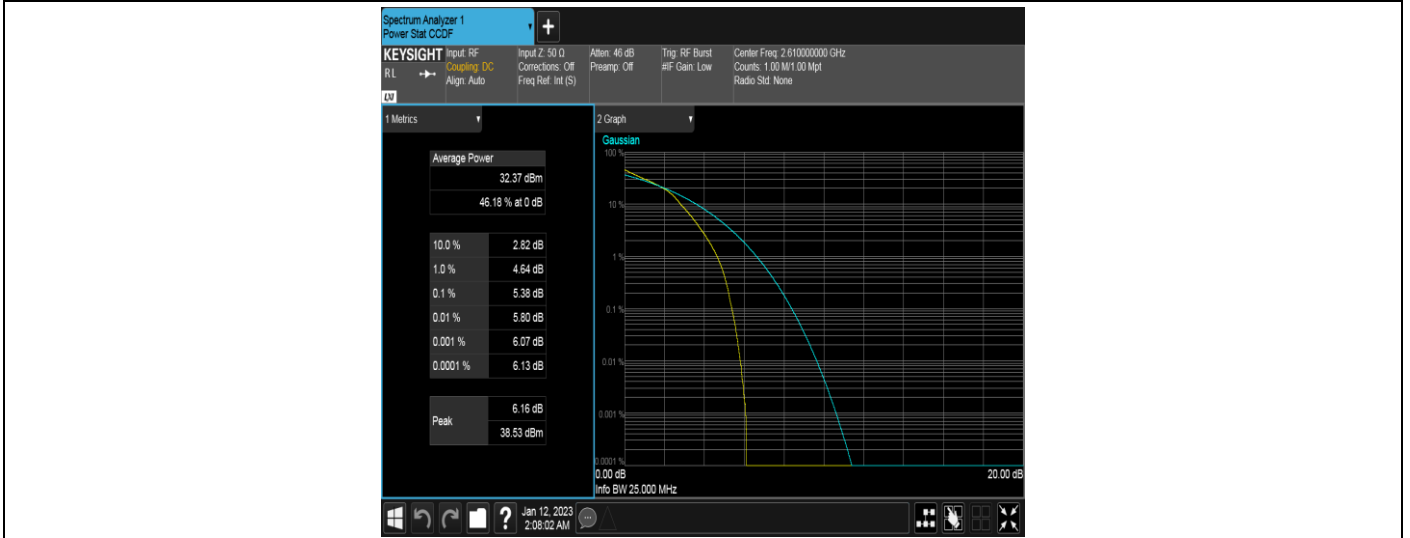 Spectrum Analyzer 1
Power Stat CCDF
+
KEYSIGHT
RL
LXI
Input: RF
Coupling: DC
Align: Auto
Input Z: 50 Ω
Corrections: Off
Freq Ref: Int (S)
Atten: 46 dB
Preamp: Off
Trig: RF Burst
#IF Gain: Low
Center Freq: 2.610000000 GHz
Counts: 1.00 M/1.00 Mpt
Radio Std: None
1 Metrics
Average Power
32.37 dBm
46.18 % at 0 dB
10.0 % 2.82 dB
1.0 % 4.64 dB
0.1 % 5.38 dB
0.01 % 5.80 dB
0.001 % 6.07 dB
0.0001 % 6.13 dB
Peak
6.16 dB
38.53 dBm
2 Graph
Gaussian
100 %
10 %
1 %
0.1 %
0.01 %
0.001 %
0.0001 %
0.00 dB 20.00 dB
Info BW 25.000 MHz
?
Jan 12, 2023
2:08:02 AM